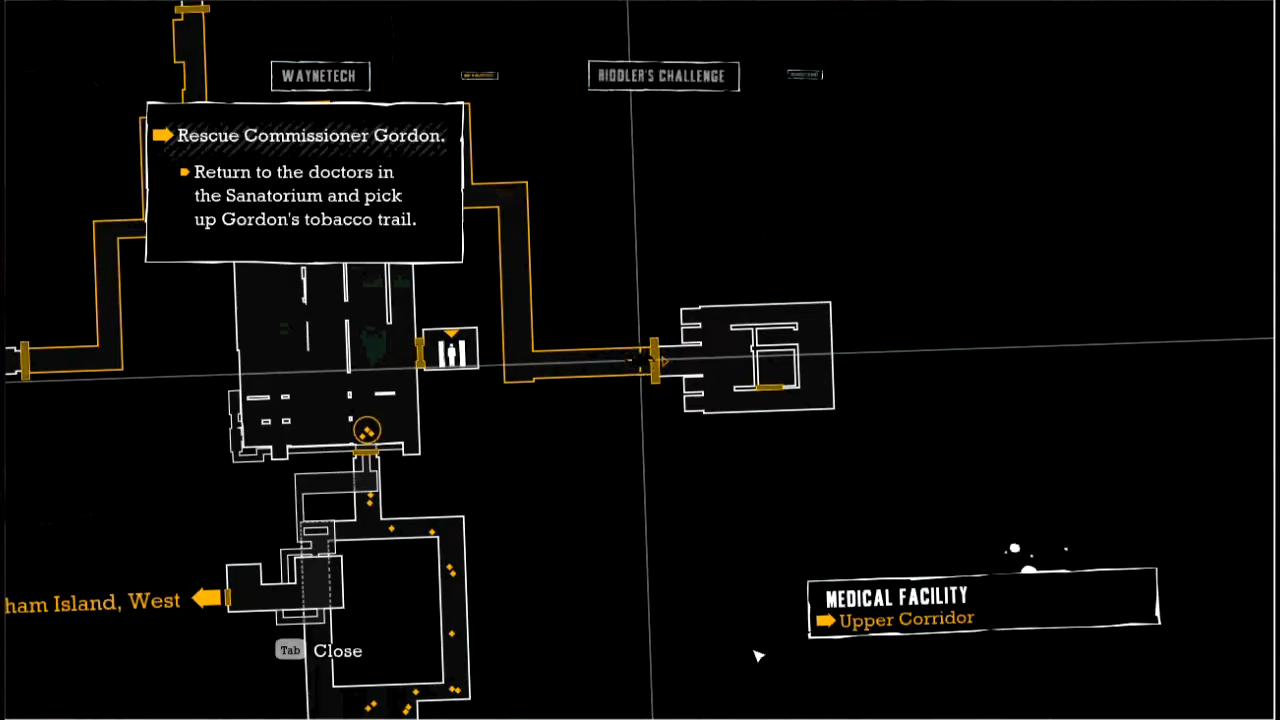 WAYNETECH
RIDDLER'S CHALLENGE
Rescue Commissioner Gordon.
Return to the doctors in
the Sanatorium and pick
up Gordon's tobacco trail.
ham Island, West
MEDICAL FACILITY
Upper Corridor
Tab Close